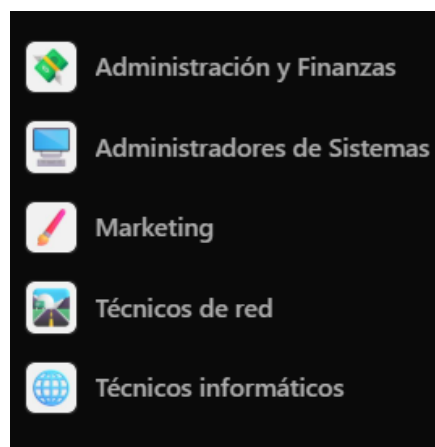 Administración y Finanzas
Administradores de Sistemas
Marketing
Técnicos de red
Técnicos informáticos